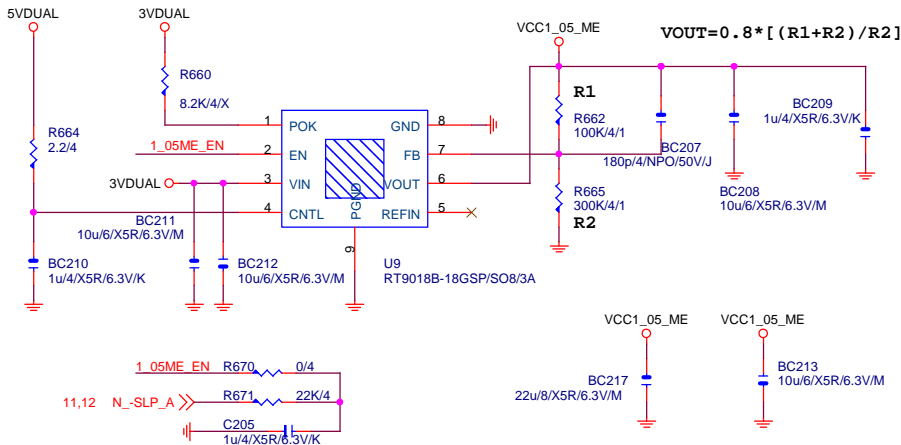 5VDUAL
3VDUAL
VCC1_05_ME
VOUT=0.8*[(R1+R2)/R2]
R660
8.2K/4/X
R1
R662
100K/4/1
BC209
1u/4/X5R/6.3V/K
R664
2.2/4
1 POK GND 8
1_05ME_EN 2 EN FB 7
BC207
180p/4/NPO/50V/J
3VDUAL 3 VIN VOUT 6
4 CNTL REFIN 5
PGND
9
R665
300K/4/1
R2
BC208
10u/6/X5R/6.3V/M
BC211
10u/6/X5R/6.3V/M
BC210
1u/4/X5R/6.3V/K
BC212
10u/6/X5R/6.3V/M
U9
RT9018B-18GSP/SO8/3A
VCC1_05_ME
VCC1_05_ME
1_05ME_EN R670 0/4
11,12 N_-SLP_A R671 22K/4
C205
1u/4/X5R/6.3V/K
BC217
22u/8/X5R/6.3V/M
BC213
10u/6/X5R/6.3V/M